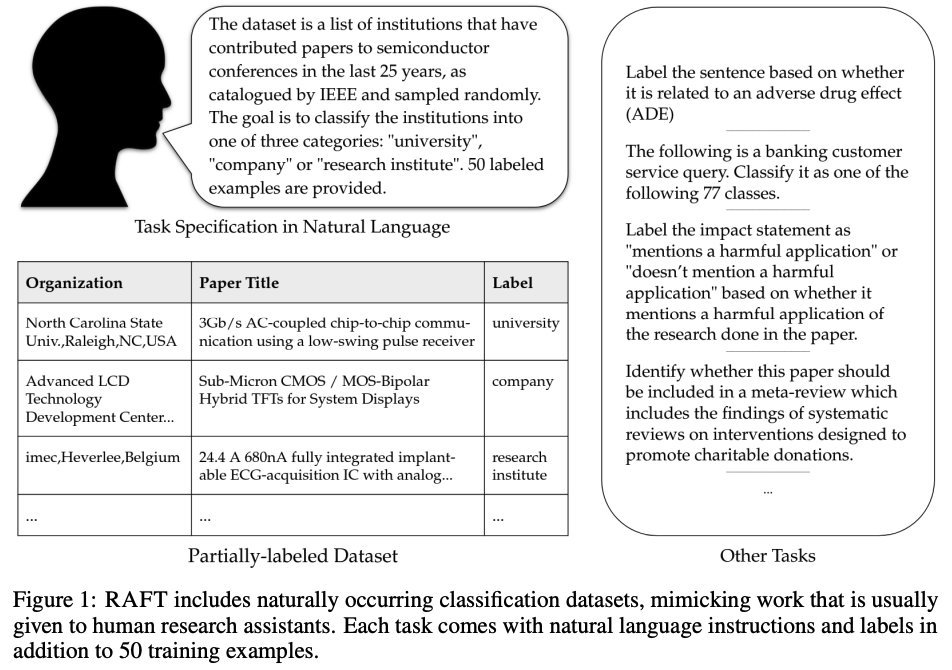 The dataset is a list of institutions that have
contributed papers to semiconductor
conferences in the last 25 years, as
catalogued by IEEE and sampled randomly.
The goal is to classify the institutions into
one of three categories: "university",
"company" or "research institute". 50 labeled
examples are provided.
Task Specification in Natural Language
Organization Paper Title Label
North Carolina State
Univ.,Raleigh,NC,USA
3Gb/s AC-coupled chip-to-chip commu-
nication using a low-swing pulse receiver
university
Advanced LCD
Technology
Development Center...
Sub-Micron CMOS / MOS-Bipolar
Hybrid TFTs for System Displays
company
imec,Heverlee,Belgium
24.4 A 680nA fully integrated implant-
able ECG-acquisition IC with analog...
research
institute
... ... ...
Partially-labeled Dataset
Label the sentence based on whether
it is related to an adverse drug effect
(ADE)
The following is a banking customer
service query. Classify it as one of the
following 77 classes.
Label the impact statement as
"mentions a harmful application" or
"doesn’t mention a harmful
application" based on whether it
mentions a harmful application of
the research done in the paper.
Identify whether this paper should
be included in a meta-review which
includes the findings of systematic
reviews on interventions designed to
promote charitable donations.
...
Other Tasks
Figure 1: RAFT includes naturally occurring classification datasets, mimicking work that is usually
given to human research assistants. Each task comes with natural language instructions and labels in
addition to 50 training examples.